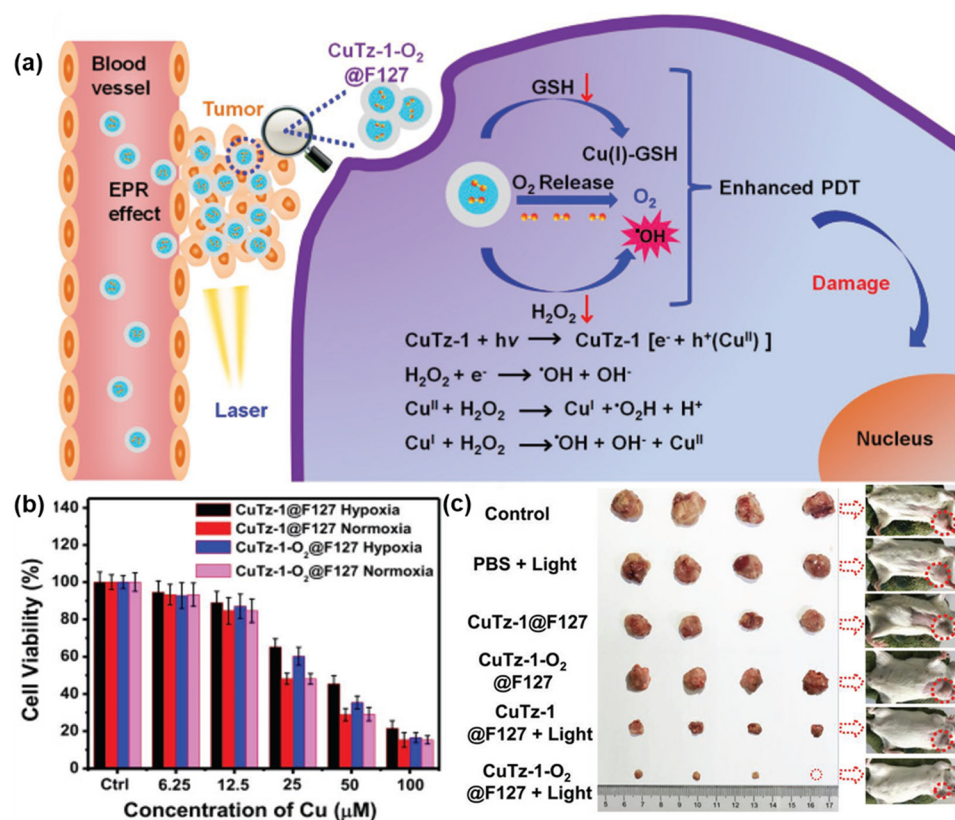 (a)
Blood
vessel
EPR
effect
Tumor
CuTz-1-O₂
@F127
Laser
GSH ↓
Cu(I)-GSH
O₂ Release
O₂
•OH
H₂O₂ ↓
Enhanced PDT
Damage
Nucleus
CuTz-1 + hν ⟶ CuTz-1 [e⁻ + h⁺(Cuᴵᴵ) ]
H₂O₂ + e⁻ ⟶ •OH + OH⁻
Cuᴵᴵ + H₂O₂ ⟶ Cuᴵ +•O₂H + H⁺
Cuᴵ + H₂O₂ ⟶ •OH + OH⁻ + Cuᴵᴵ
(b)
CuTz-1@F127 Hypoxia
CuTz-1@F127 Normoxia
CuTz-1-O₂@F127 Hypoxia
CuTz-1-O₂@F127 Normoxia
Cell Viability (%)
140
120
100
80
60
40
20
0
Ctrl 6.25 12.5 25 50 100
Concentration of Cu (μM)
(c)
Control
PBS + Light
CuTz-1@F127
CuTz-1-O₂
@F127
CuTz-1
@F127 + Light
CuTz-1-O₂
@F127 + Light
5 6 7 8 9 10 11 12 13 14 15 16 17